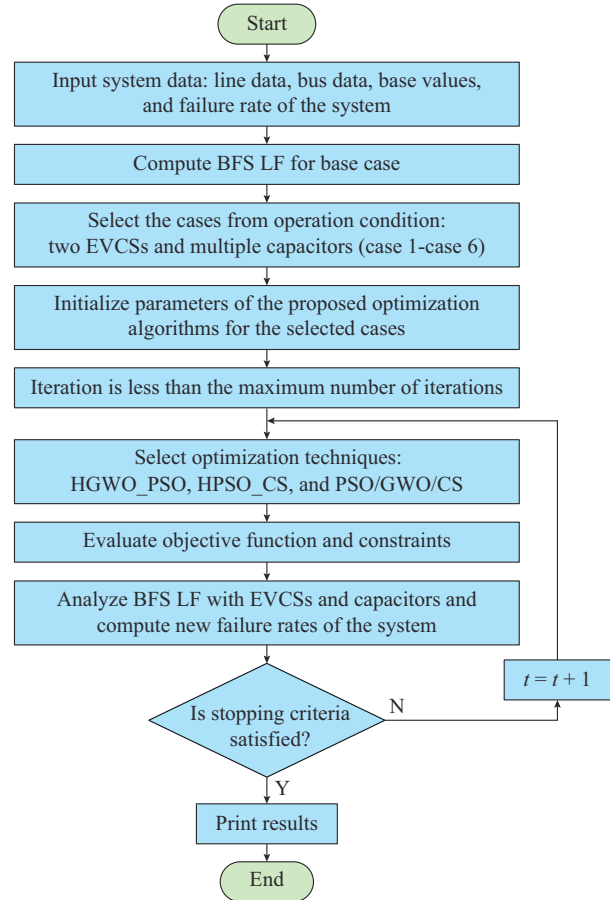 Start
Input system data: line data, bus data, base values,
and failure rate of the system
Compute BFS LF for base case
Select the cases from operation condition:
two EVCSs and multiple capacitors (case 1-case 6)
Initialize parameters of the proposed optimization
algorithms for the selected cases
Iteration is less than the maximum number of iterations
Select optimization techniques:
HGWO_PSO, HPSO_CS, and PSO/GWO/CS
Evaluate objective function and constraints
Analyze BFS LF with EVCSs and capacitors and
compute new failure rates of the system
t = t + 1
Is stopping criteria
satisfied?
N
Y
Print results
End